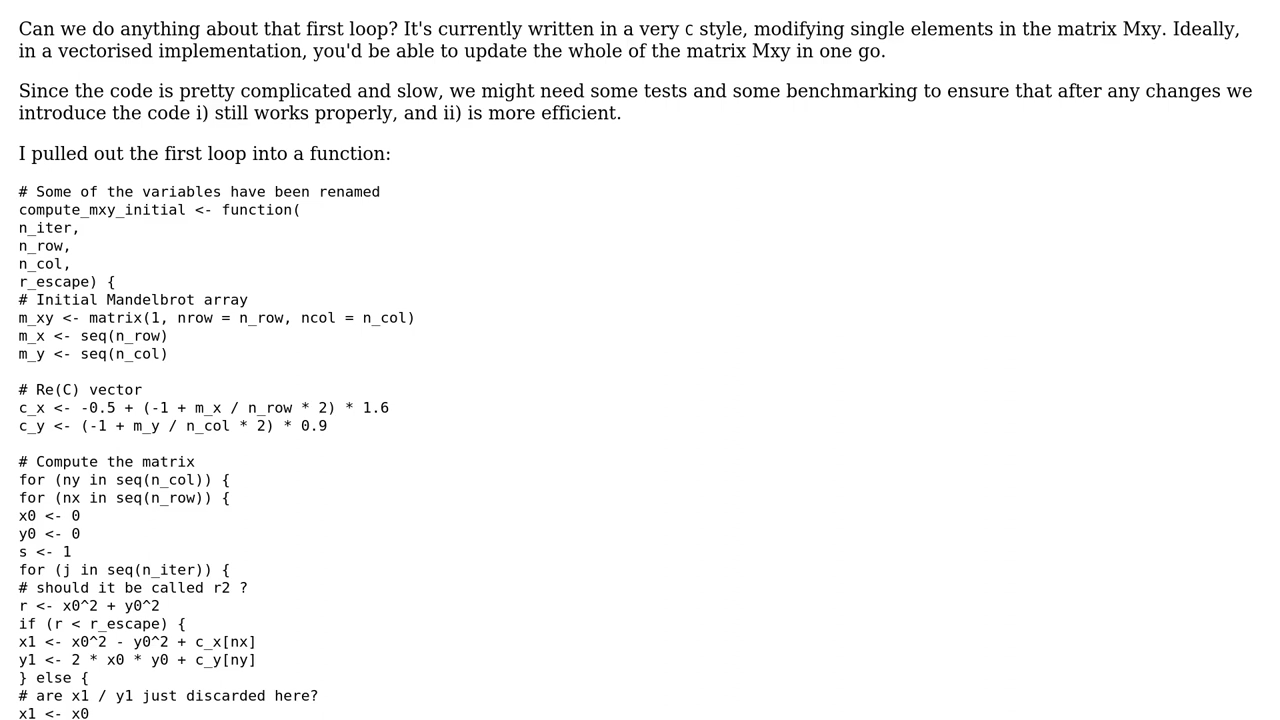 Can we do anything about that first loop? It's currently written in a very c style, modifying single elements in the matrix Mxy. Ideally,
in a vectorised implementation, you'd be able to update the whole of the matrix Mxy in one go.
Since the code is pretty complicated and slow, we might need some tests and some benchmarking to ensure that after any changes we
introduce the code i) still works properly, and ii) is more efficient.
I pulled out the first loop into a function:
# Some of the variables have been renamed
compute_mxy_initial <- function(
n_iter,
n_row,
n_col,
r_escape) {
# Initial Mandelbrot array
m_xy <- matrix(1, nrow = n_row, ncol = n_col)
m_x <- seq(n_row)
m_y <- seq(n_col)
# Re(C) vector
c_x <- -0.5 + (-1 + m_x / n_row * 2) * 1.6
c_y <- (-1 + m_y / n_col * 2) * 0.9
# Compute the matrix
for (ny in seq(n_col)) {
for (nx in seq(n_row)) {
x0 <- 0
y0 <- 0
s <- 1
for (j in seq(n_iter)) {
# should it be called r2 ?
r <- x0^2 + y0^2
if (r < r_escape) {
x1 <- x0^2 - y0^2 + c_x[nx]
y1 <- 2 * x0 * y0 + c_y[ny]
} else {
# are x1 / y1 just discarded here?
x1 <- x0